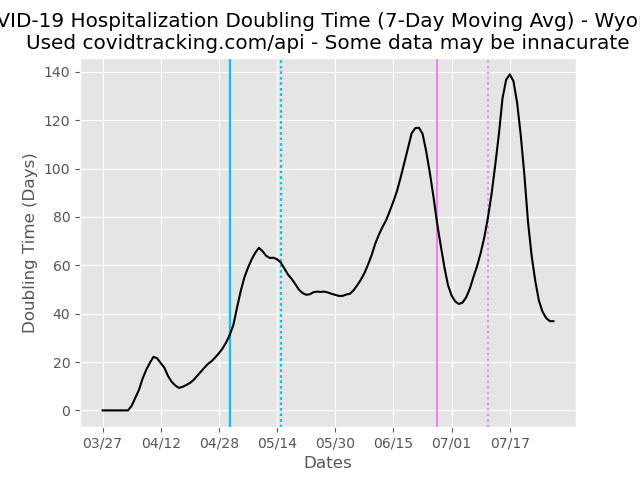 VID-19 Hospitalization Doubling Time (7-Day Moving Avg) - Wyo
Used covidtracking.com/api - Some data may be innacurate
140
120
100
80
60
40
20
0
Doubling Time (Days)
03/27 04/12 04/28 05/14 05/30 06/15 07/01 07/17
Dates